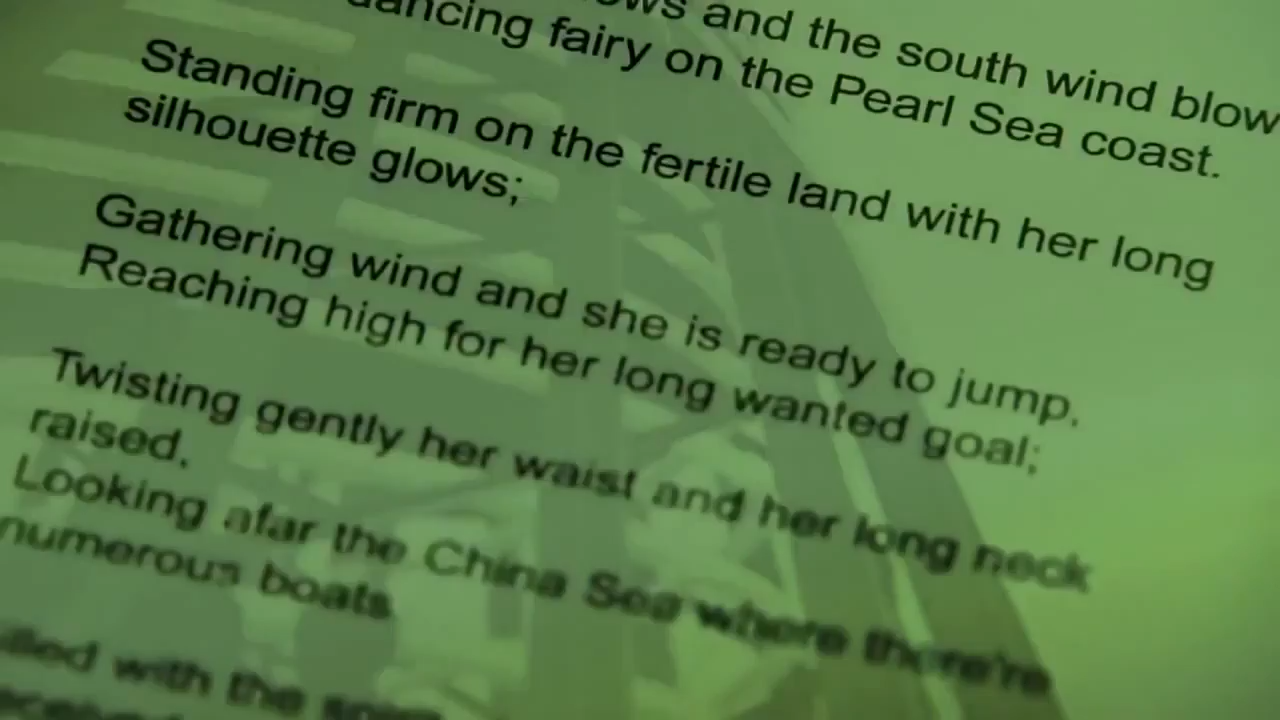 and the south wind blow
dancing fairy on the Pearl Sea coast.
Standing firm on the fertile land with her long
silhouette glows;
Gathering wind and she is ready to jump,
Reaching high for her long wanted goal;
Twisting gently her waist and her long neck
raised,
Looking afar the China Sea where there're
numerous boats
with the